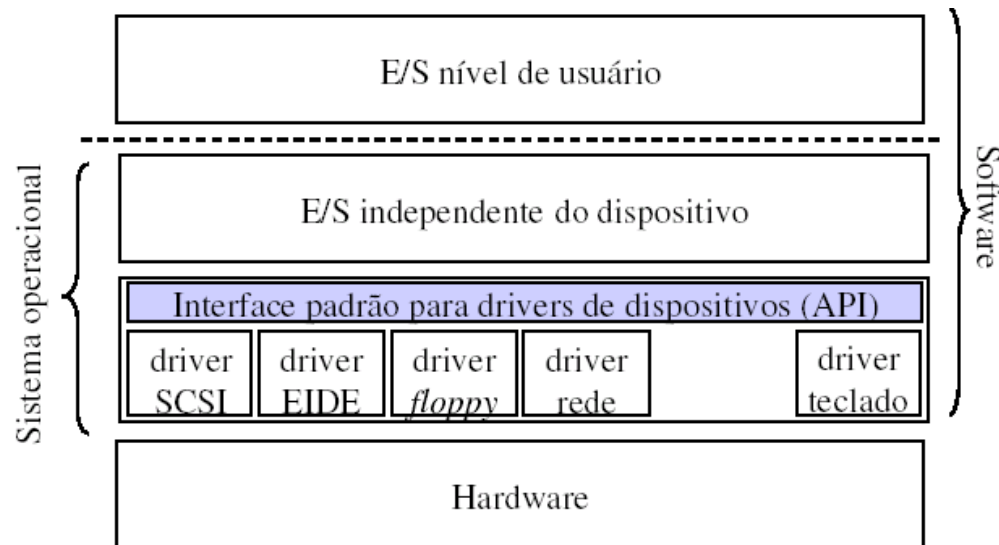 E/S nível de usuário
E/S independente do dispositivo
Interface padrão para drivers de dispositivos (API)
driver
SCSI
driver
EIDE
driver
floppy
driver
rede
driver
teclado
Hardware
Sistema operacional
Software